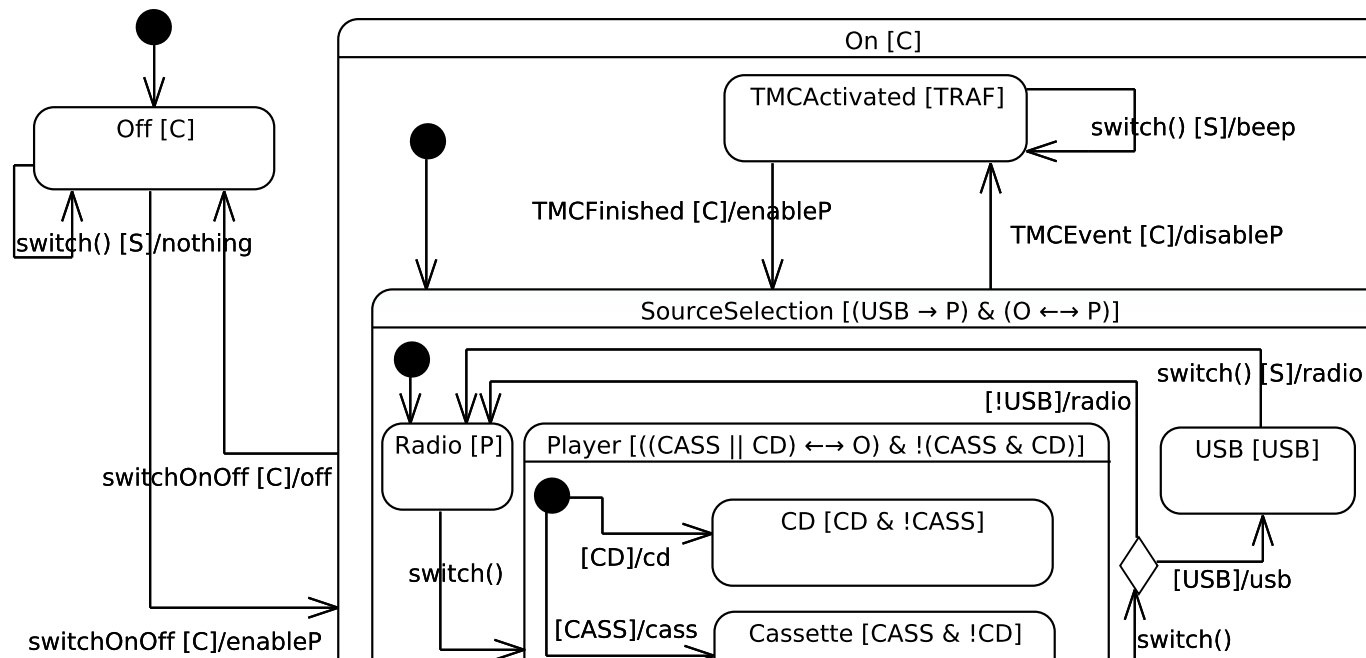 On [C]
TMCActivated [TRAF]
Off [C]
switch() [S]/beep
TMCFinished [C]/enableP
TMCEvent [C]/disableP
switch() [S]/nothing
SourceSelection [(USB → P) & (O ←→ P)]
switch() [S]/radio
[!USB]/radio
Radio [P]
Player [((CASS || CD) ←→ O) & !(CASS & CD)]
USB [USB]
switchOnOff [C]/off
CD [CD & !CASS]
[CD]/cd
switch()
[USB]/usb
[CASS]/cass
Cassette [CASS & !CD]
switchOnOff [C]/enableP
switch()